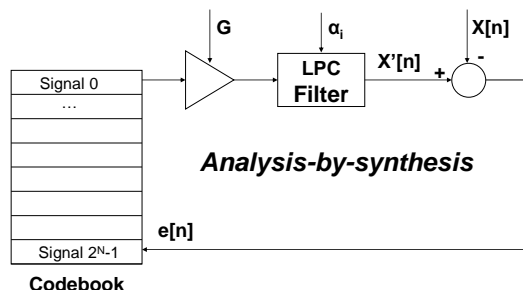 G
αi
X[n]
Signal 0
...
LPC
Filter
X'[n]
+
-
Analysis-by-synthesis
e[n]
Signal 2ᴺ-1
Codebook